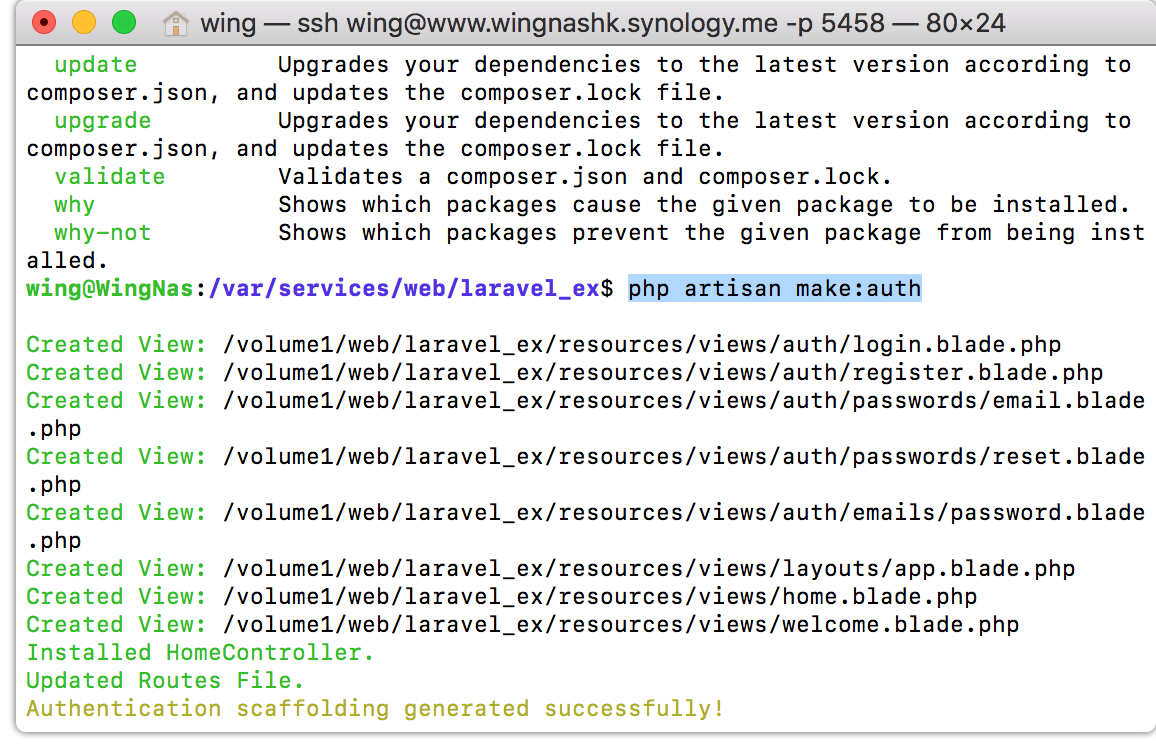 wing — ssh wing@www.wingnashk.synology.me -p 5458 — 80×24
update Upgrades your dependencies to the latest version according to
composer.json, and updates the composer.lock file.
upgrade Upgrades your dependencies to the latest version according to
composer.json, and updates the composer.lock file.
validate Validates a composer.json and composer.lock.
why Shows which packages cause the given package to be installed.
why-not Shows which packages prevent the given package from being inst
alled.
wing@WingNas:/var/services/web/laravel_ex$ php artisan make:auth
Created View: /volume1/web/laravel_ex/resources/views/auth/login.blade.php
Created View: /volume1/web/laravel_ex/resources/views/auth/register.blade.php
Created View: /volume1/web/laravel_ex/resources/views/auth/passwords/email.blade
.php
Created View: /volume1/web/laravel_ex/resources/views/auth/passwords/reset.blade
.php
Created View: /volume1/web/laravel_ex/resources/views/auth/emails/password.blade
.php
Created View: /volume1/web/laravel_ex/resources/views/layouts/app.blade.php
Created View: /volume1/web/laravel_ex/resources/views/home.blade.php
Created View: /volume1/web/laravel_ex/resources/views/welcome.blade.php
Installed HomeController.
Updated Routes File.
Authentication scaffolding generated successfully!